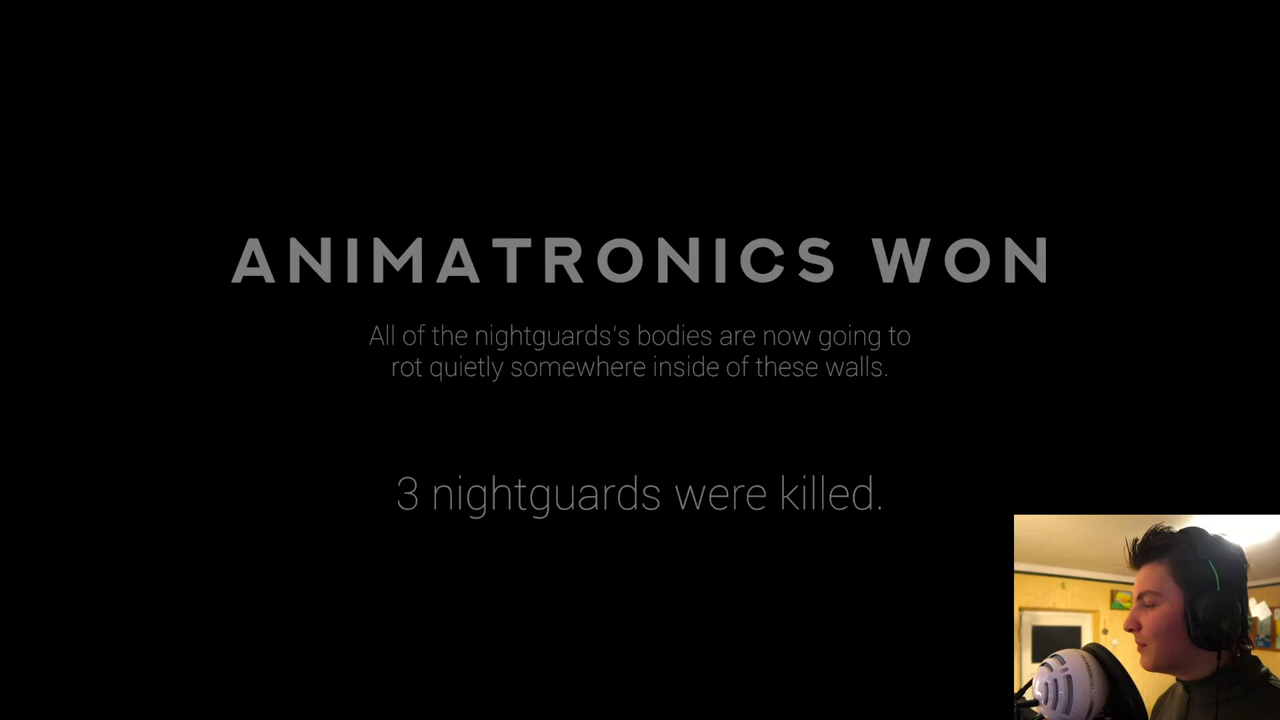 ANIMATRONICS WON
All of the nightguards's bodies are now going to
rot quietly somewhere inside of these walls.
3 nightguards were killed.